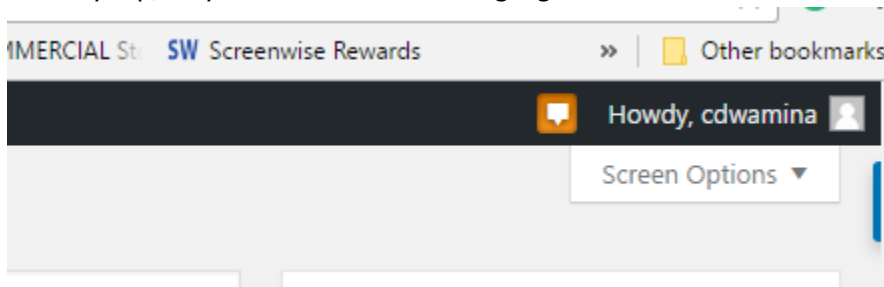 MMERCIAL St
SW Screenwise Rewards
»
Other bookmarks
Howdy, cdwamina
Screen Options ▼